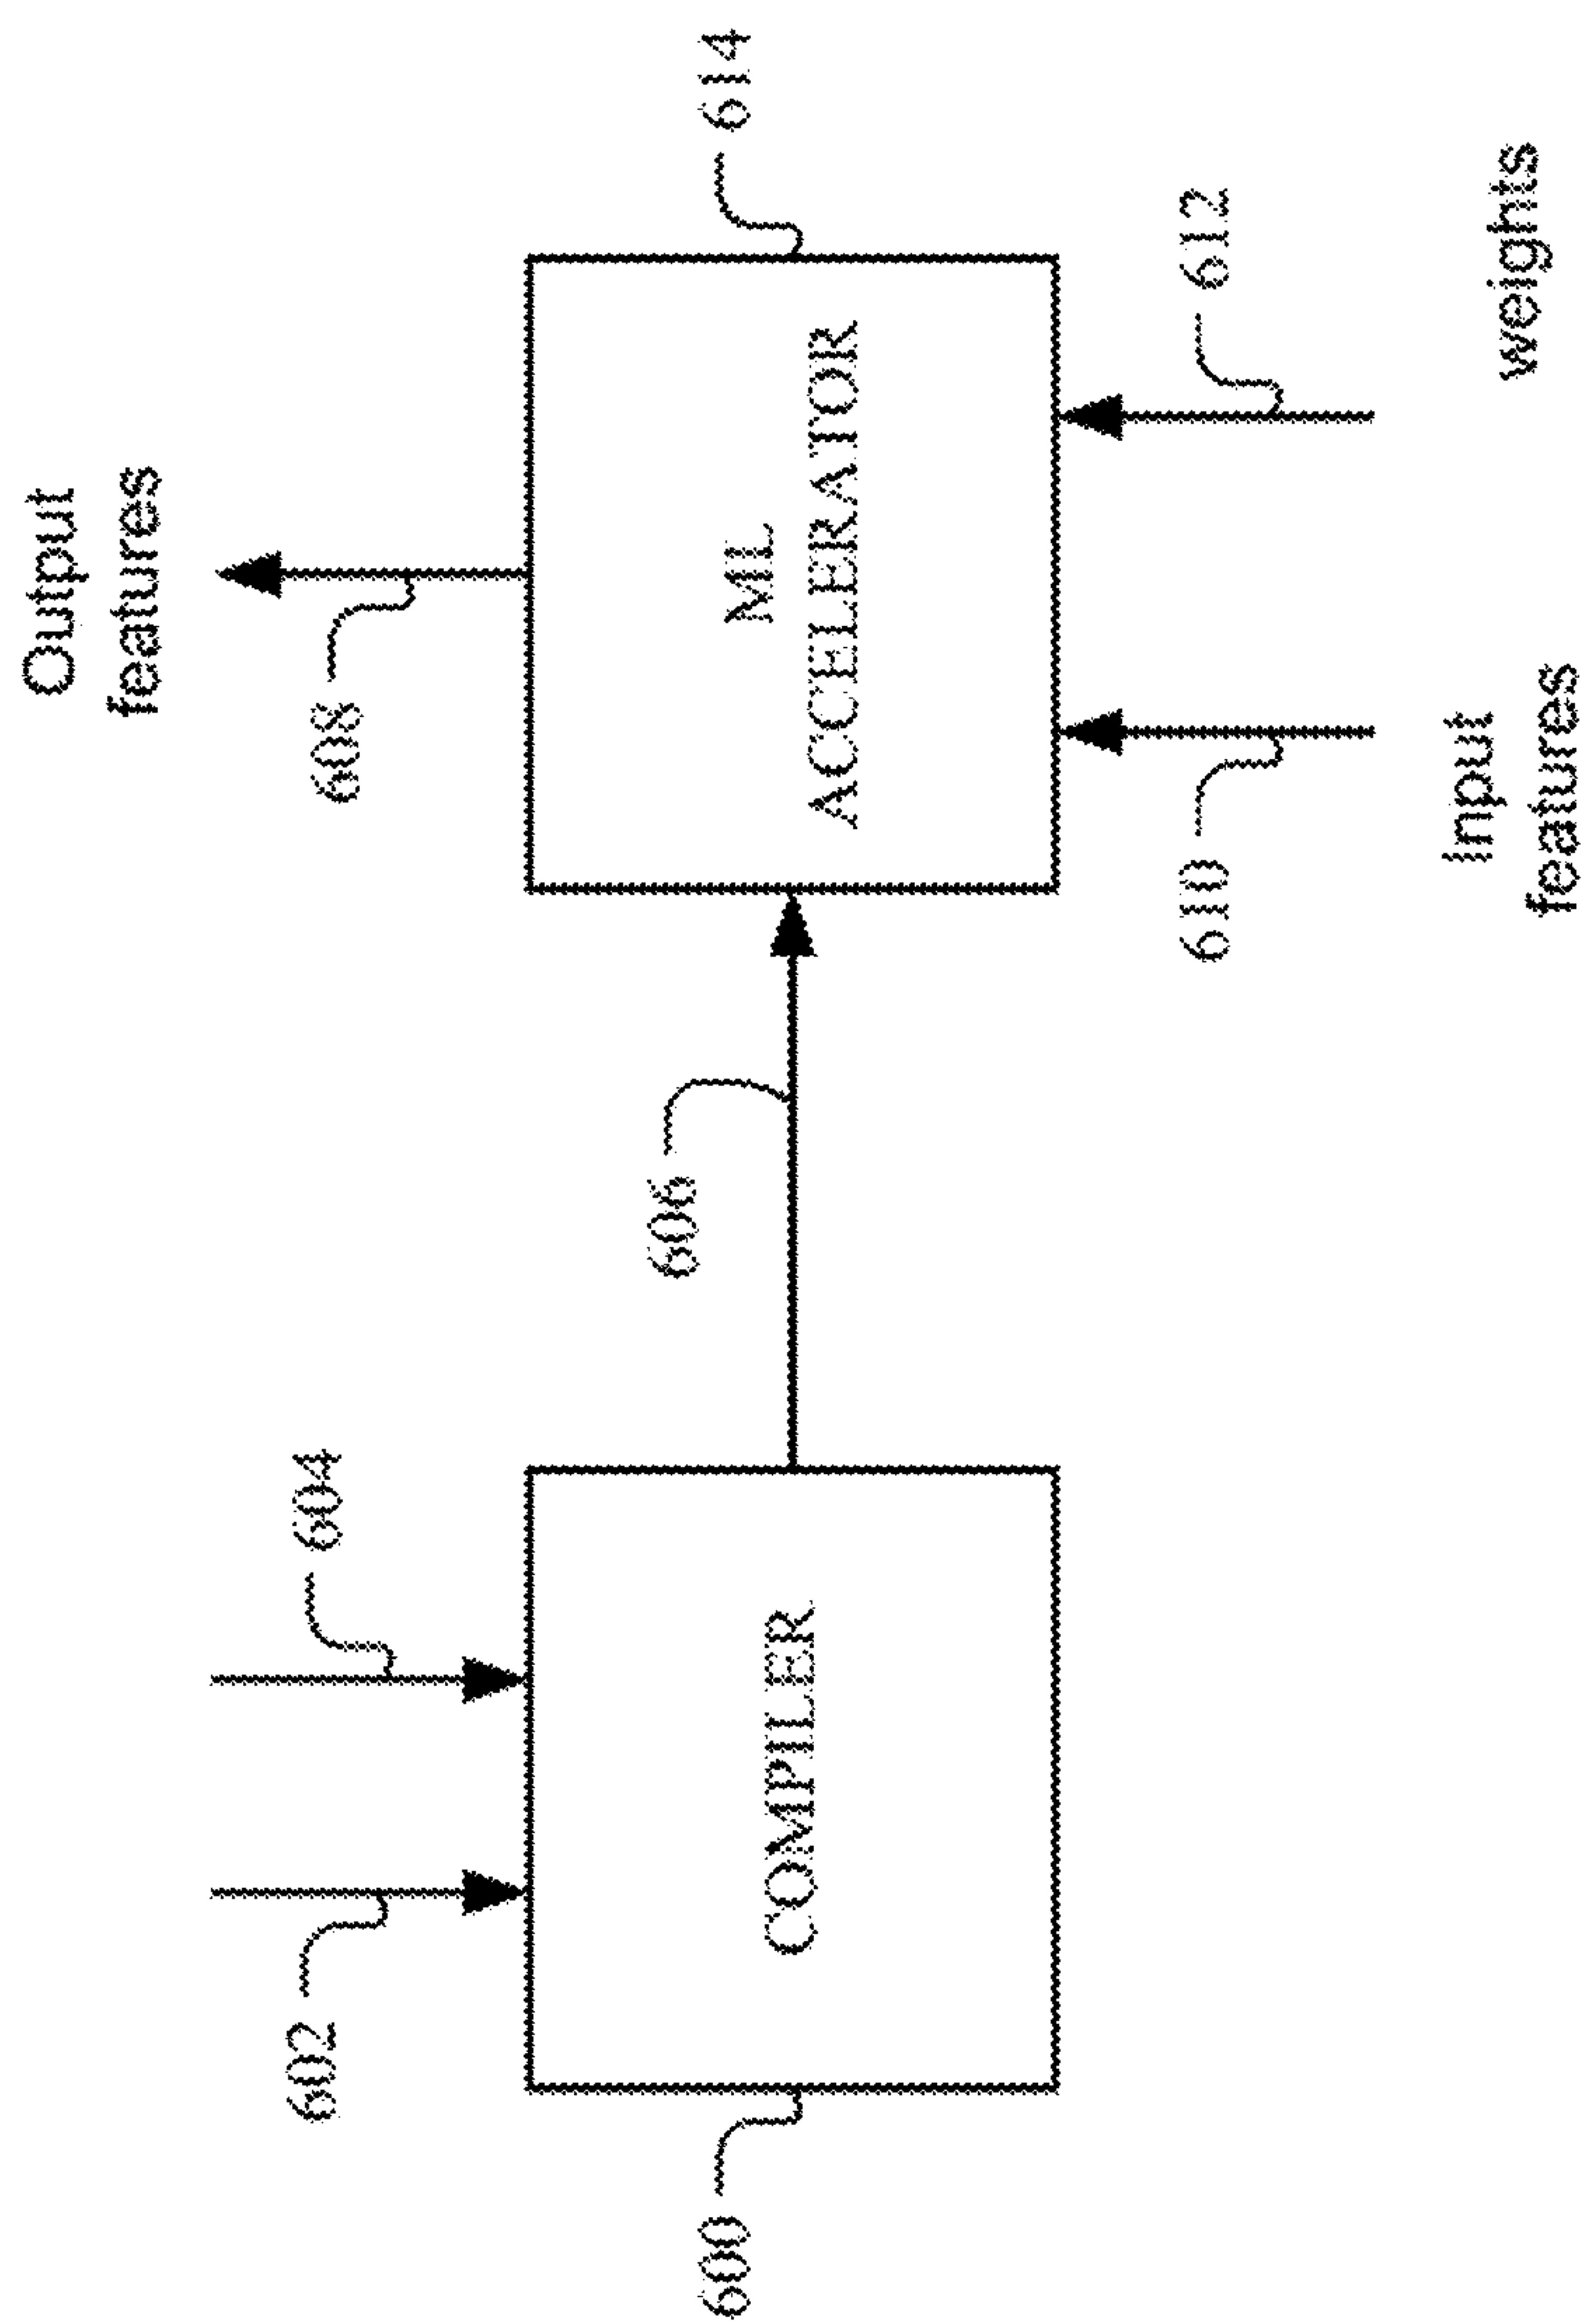 Output
features
608
602
604
606
614
600
COMPILER
ML
ACCELERATOR
610
612
Input
features
weights